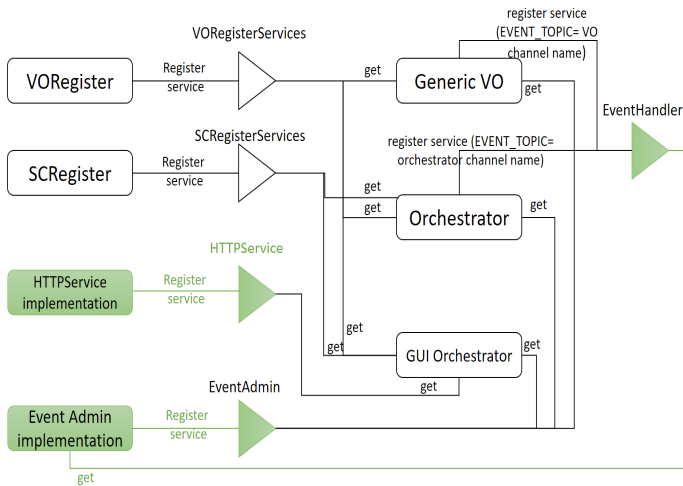 register service
(EVENT_TOPIC= VO
channel name)
VORegisterServices
Register
service
get
VORegister
Generic VO
get
EventHandler
SCRegisterServices
register service (EVENT_TOPIC=
orchestrator channel name)
Register
service
SCRegister
get
get
get
Orchestrator
HTTPService
HTTPService
implementation
Register
service
get
get
get
GUI Orchestrator
get
EventAdmin
Event Admin
implementation
Register
service
get